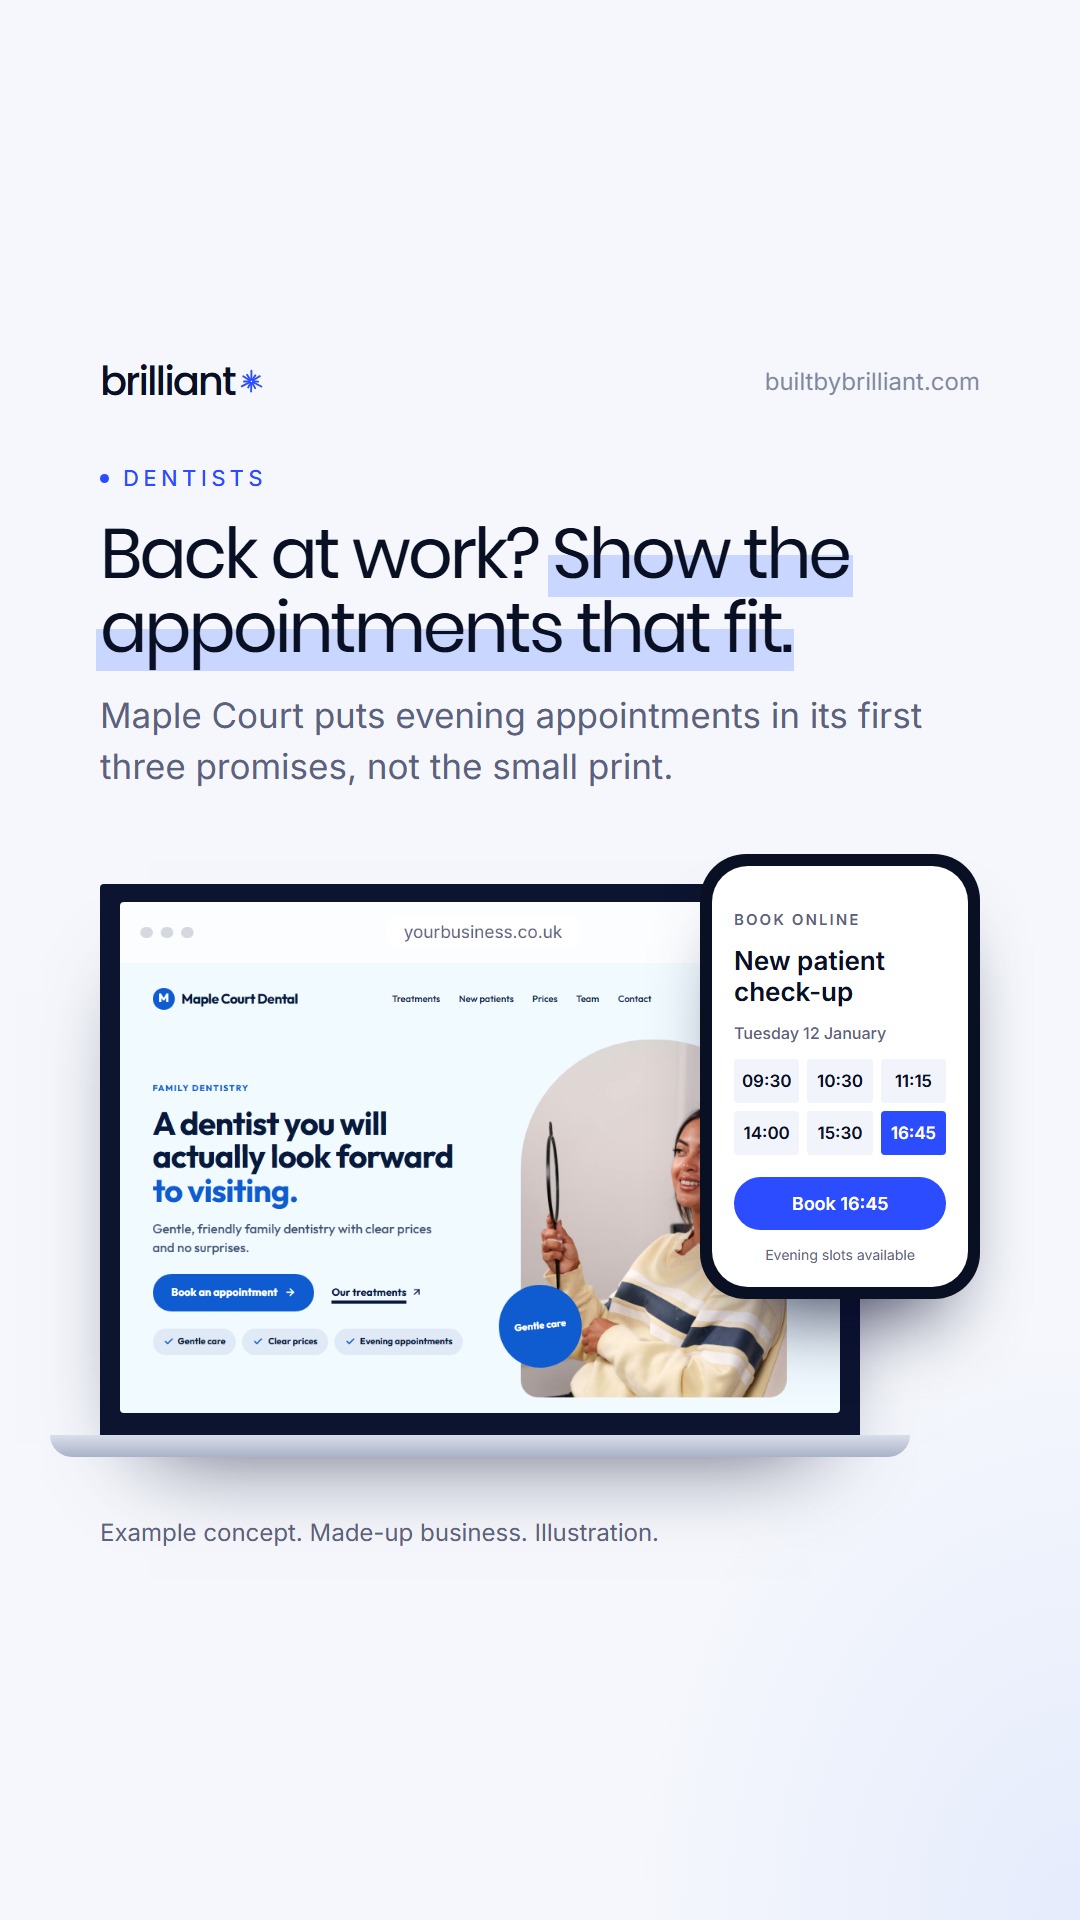 brilliant
builtbybrilliant.com
DENTISTS
Back at work? Show the
appointments that fit.
Maple Court puts evening appointments in its first
three promises, not the small print.
yourbusiness.co.uk
M Maple Court Dental
Treatments New patients Prices Team Contact
FAMILY DENTISTRY
A dentist you will
actually look forward
to visiting.
Gentle, friendly family dentistry with clear prices
and no surprises.
Book an appointment → Our treatments ↗
✓ Gentle care ✓ Clear prices ✓ Evening appointments
Gentle care
BOOK ONLINE
New patient
check-up
Tuesday 12 January
09:30 10:30 11:15
14:00 15:30 16:45
Book 16:45
Evening slots available
Example concept. Made-up business. Illustration.